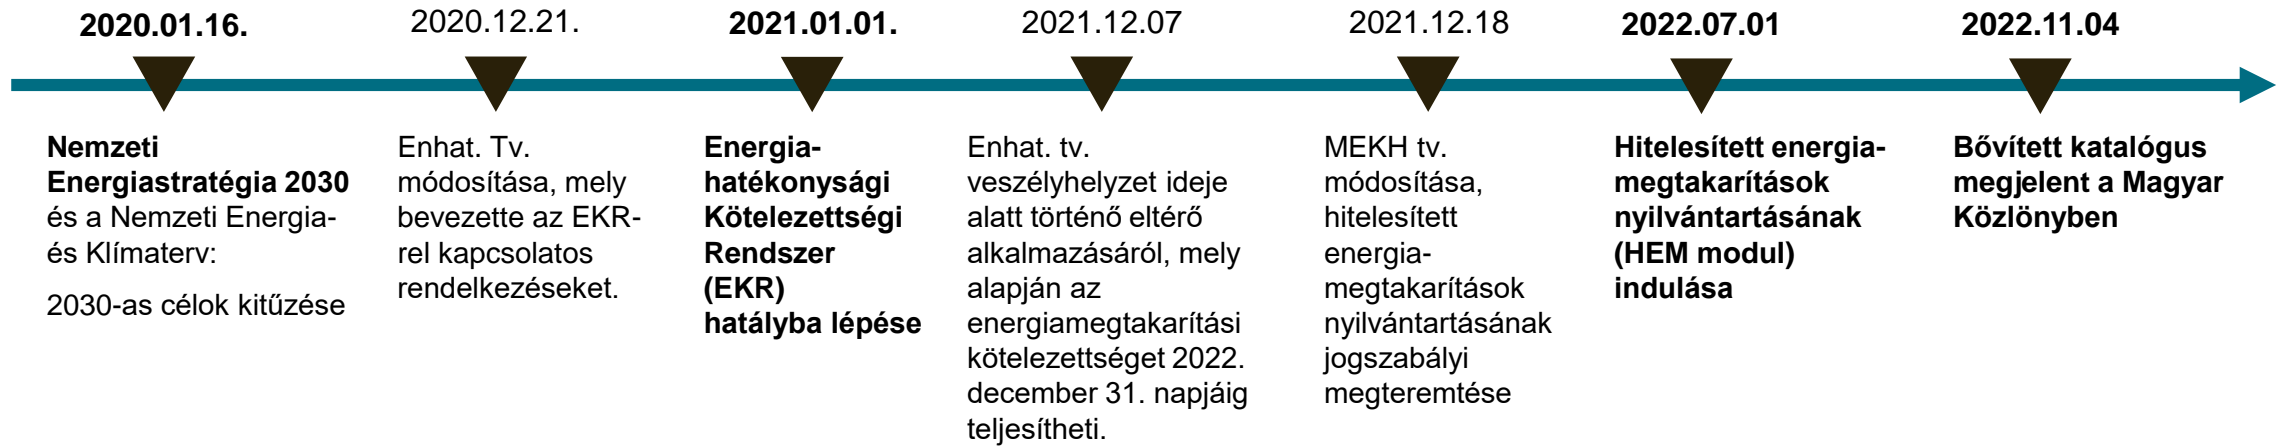 2020.01.16.
Nemzeti
Energiastratégia 2030
és a Nemzeti Energia-
és Klímaterv:
2030-as célok kitűzése
2020.12.21.
Enhat. Tv.
módosítása, mely
bevezette az EKR-
rel kapcsolatos
rendelkezéseket.
2021.01.01.
Energia-
hatékonysági
Kötelezettségi
Rendszer
(EKR)
hatályba lépése
2021.12.07
Enhat. tv.
veszélyhelyzet ideje
alatt történő eltérő
alkalmazásáról, mely
alapján az
energiamegtakarítási
kötelezettséget 2022.
december 31. napjáig
teljesítheti.
2021.12.18
MEKH tv.
módosítása,
hitelesített
energia-
megtakarítások
nyilvántartásának
jogszabályi
megteremtése
2022.07.01
Hitelesített energia-
megtakarítások
nyilvántartásának
(HEM modul)
indulása
2022.11.04
Bővített katalógus
megjelent a Magyar
Közlönyben